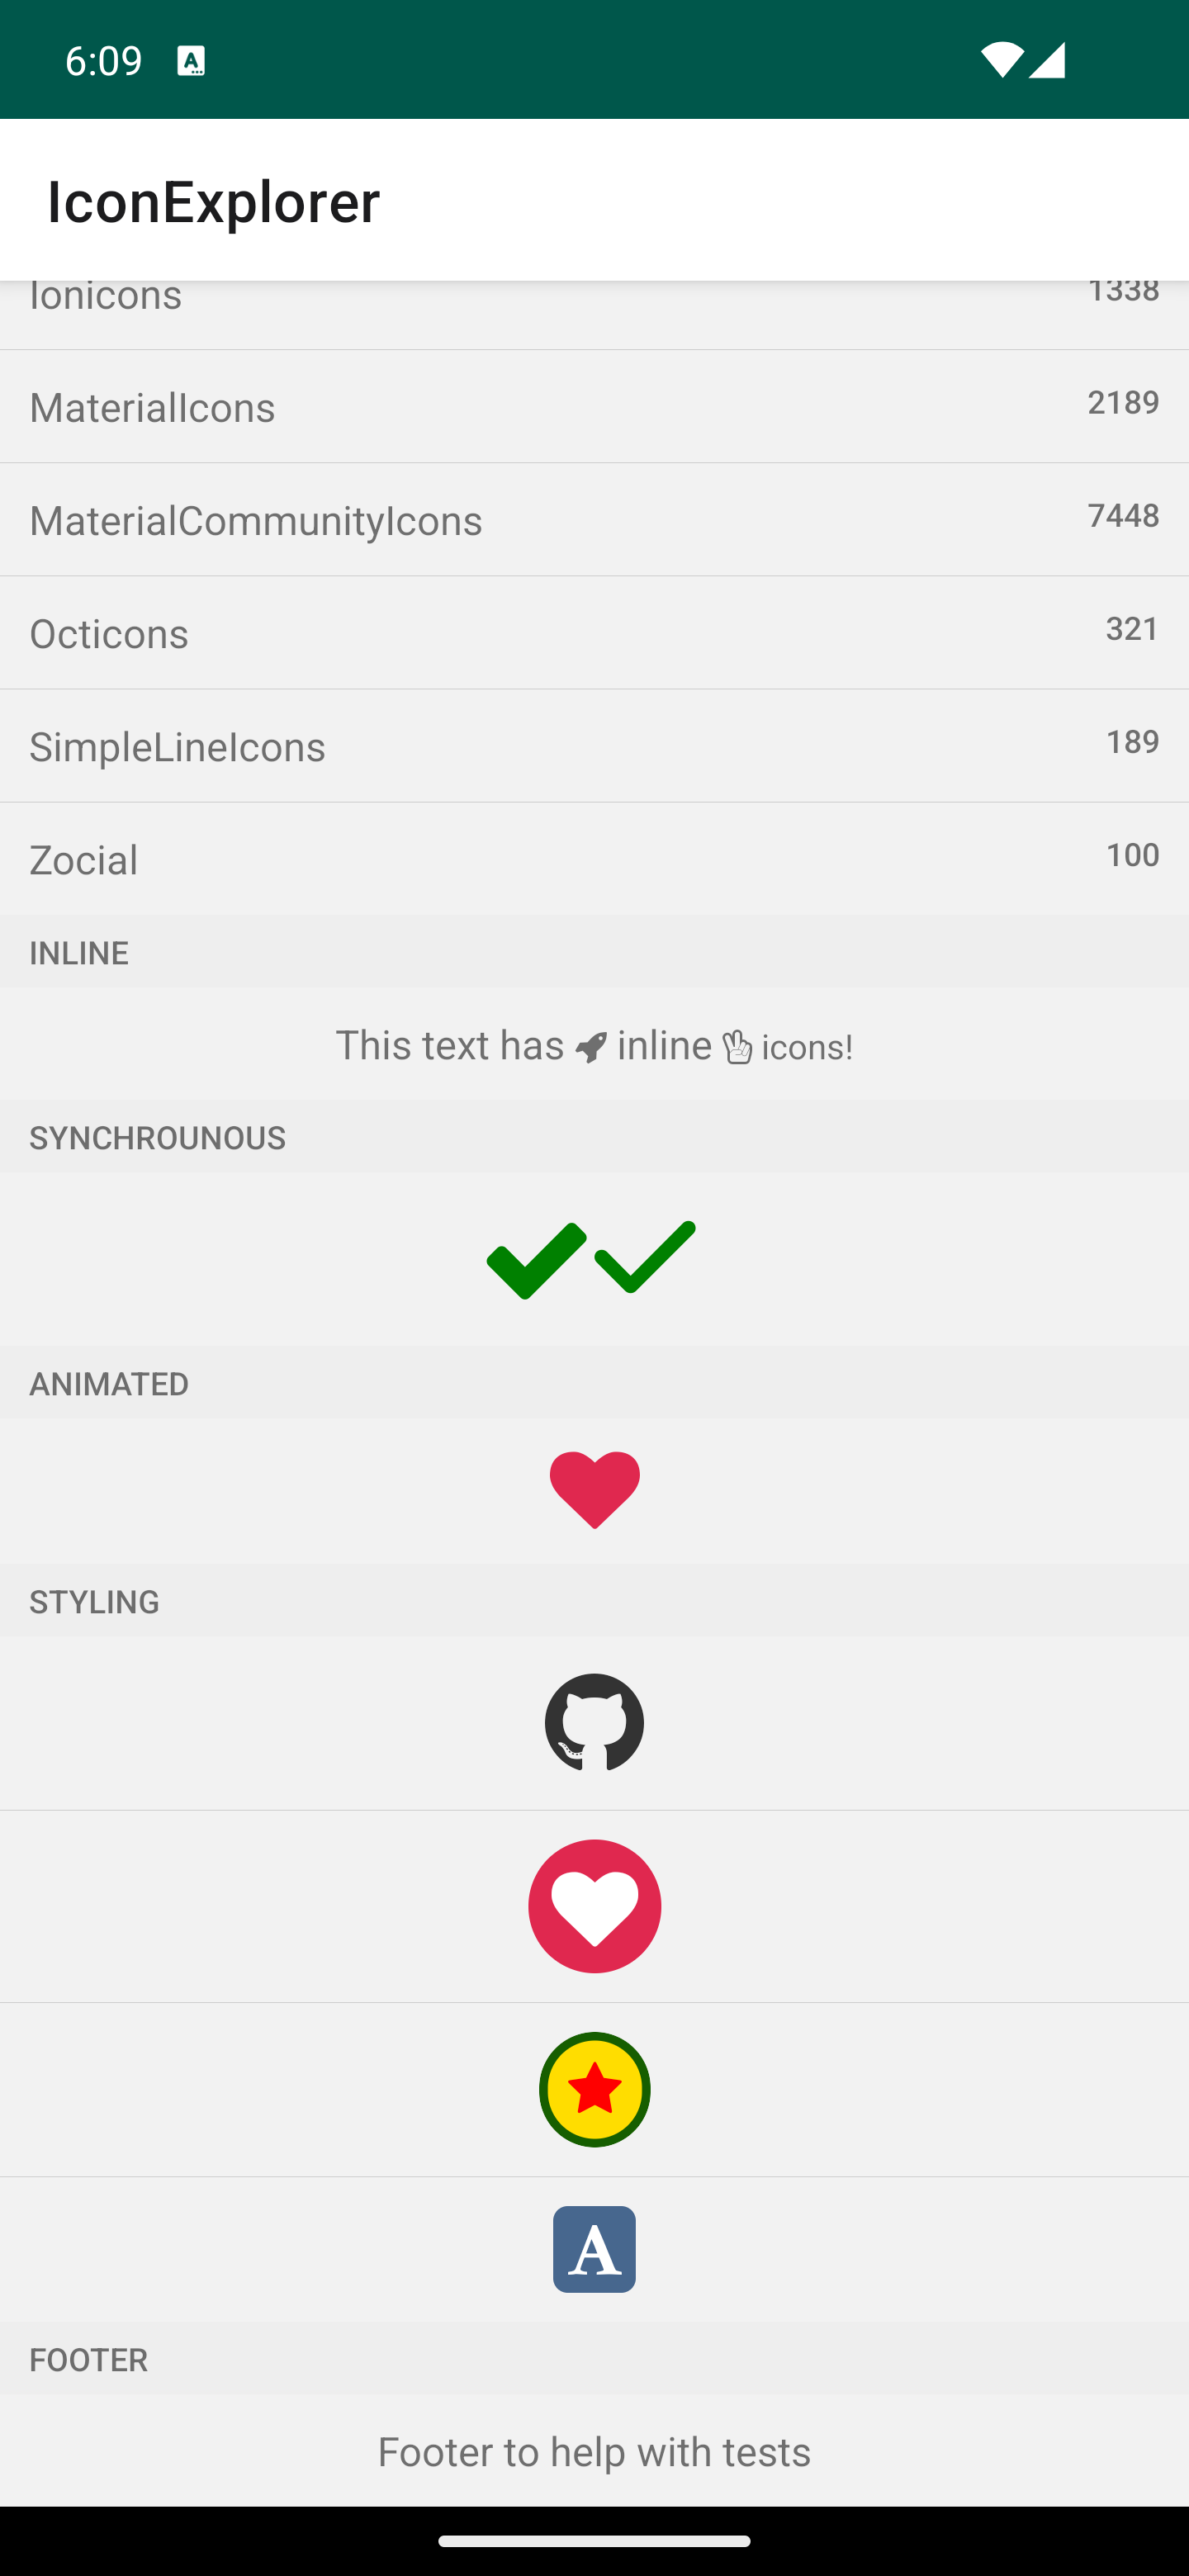 6:09
IconExplorer
Ionicons 1338
MaterialIcons 2189
MaterialCommunityIcons 7448
Octicons 321
SimpleLineIcons 189
Zocial 100
INLINE
This text has inline icons!
SYNCHROUNOUS
ANIMATED
STYLING
A
FOOTER
Footer to help with tests